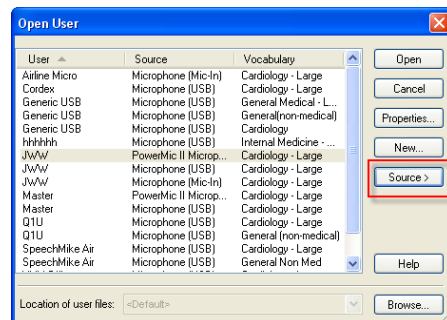 Open User
User Source Vocabulary
Airline Micro Microphone (Mic-In) Cardiology - Large
Cordex Microphone (USB) Cardiology - Large
Generic USB Microphone (USB) General Medical - L...
Generic USB Microphone (USB) General(non-medical)
Generic USB Microphone (USB) Cardiology
hhhhhh Microphone (USB) Internal Medicine - ...
JWW PowerMic II Microp... Cardiology - Large
JWW Microphone (USB) Cardiology - Large
JWW Microphone (Mic-In) Cardiology - Large
Master PowerMic II Microp... Cardiology - Large
Master Microphone (USB) Cardiology - Large
Q1U Microphone (USB) Cardiology - Large
Q1U Microphone (USB) General (non-medical)
SpeechMike Air Microphone (USB) Cardiology - Large
SpeechMike Air Microphone (USB) General Non Med
Open
Cancel
Properties...
New...
Source >
Help
Location of user files: <Default> Browse...